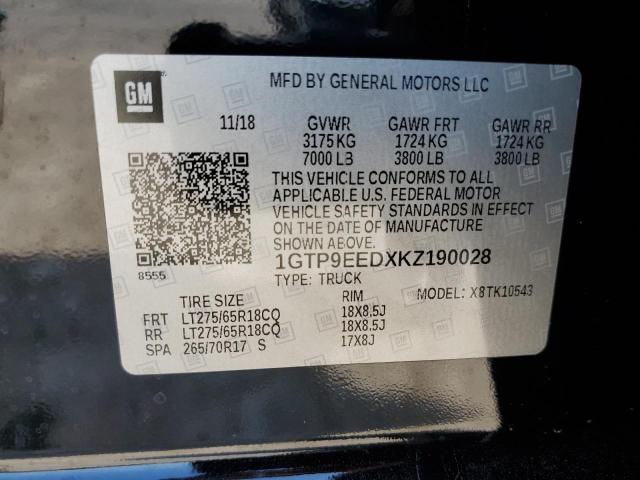 GM
MFD BY GENERAL MOTORS LLC
11/18 GVWR GAWR FRT GAWR RR
3175 KG 1724 KG 1724 KG
7000 LB 3800 LB 3800 LB
THIS VEHICLE CONFORMS TO ALL
APPLICABLE U.S. FEDERAL MOTOR
VEHICLE SAFETY STANDARDS IN EFFECT
ON THE DATE OF MANUFACTURE
SHOWN ABOVE.
8555
1GTP9EEDXKZ190028
TYPE: TRUCK MODEL: X8TK10543
TIRE SIZE RIM
FRT LT275/65R18CQ 18X8.5J
RR LT275/65R18CQ 18X8.5J
SPA 265/70R17 S 17X8J